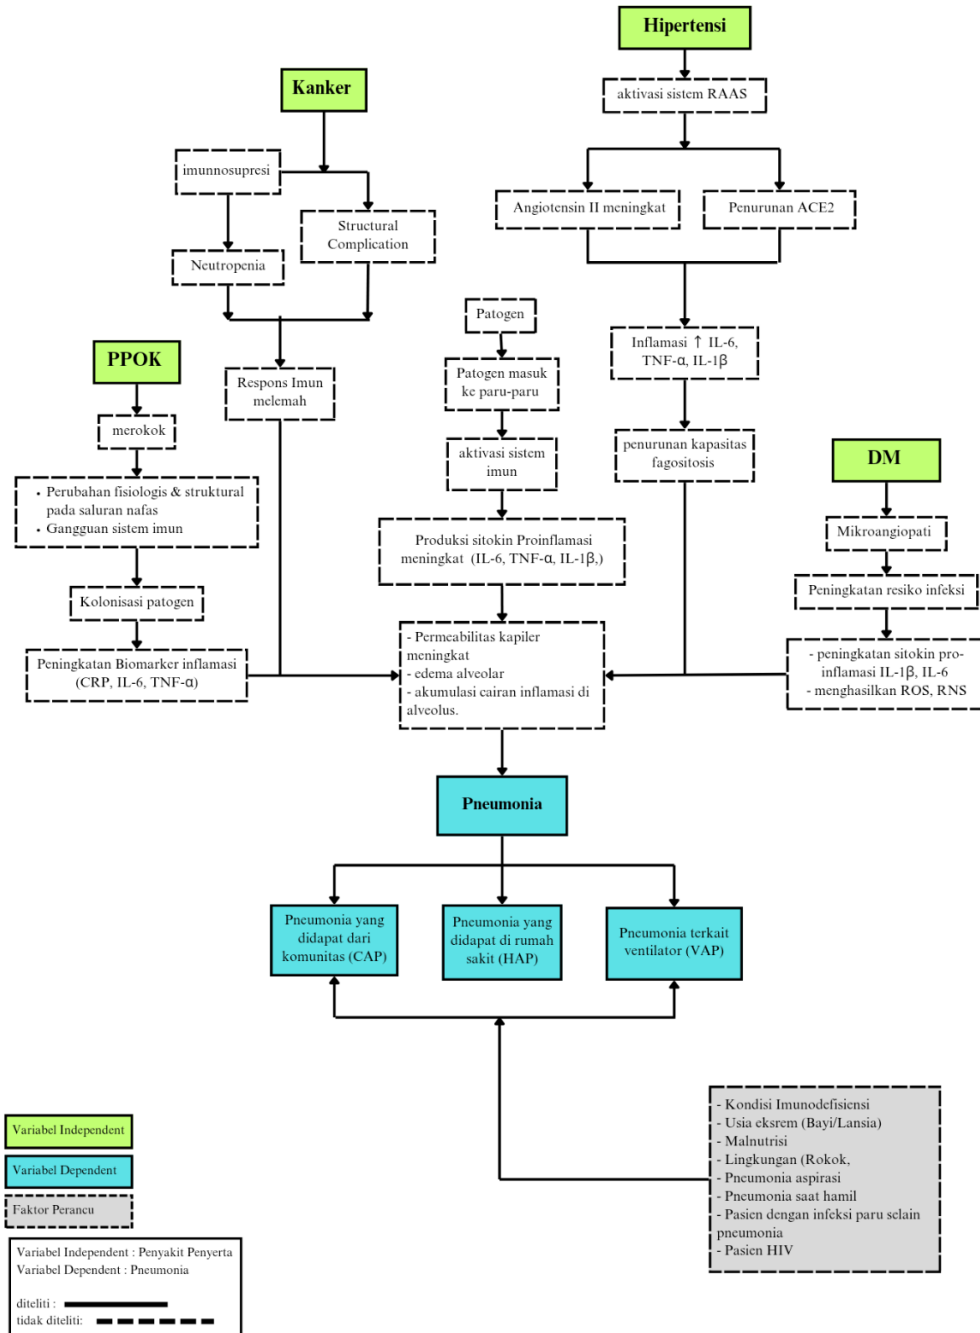 Hipertensi
aktivasi sistem RAAS
Angiotensin II meningkat
Penurunan ACE2
Inflamasi ↑ IL-6,
TNF-α, IL-1β
penurunan kapasitas
fagositosis
Kanker
imunnosupresi
Structural
Complication
Neutropenia
Respons Imun
melemah
Patogen
Patogen masuk
ke paru-paru
aktivasi sistem
imun
Produksi sitokin Proinflamasi
meningkat (IL-6, TNF-α, IL-1β,)
PPOK
merokok
• Perubahan fisiologis & struktural
pada saluran nafas
• Gangguan sistem imun
Kolonisasi patogen
Peningkatan Biomarker inflamasi
(CRP, IL-6, TNF-α)
DM
Mikroangiopati
Peningkatan resiko infeksi
- peningkatan sitokin pro-
inflamasi IL-1β, IL-6
- menghasilkan ROS, RNS
- Permeabilitas kapiler
meningkat
- edema alveolar
- akumulasi cairan inflamasi di
alveolus.
Pneumonia
Pneumonia yang
didapat dari
komunitas (CAP)
Pneumonia yang
didapat di rumah
sakit (HAP)
Pneumonia terkait
ventilator (VAP)
- Kondisi Imunodefisiensi
- Usia eksrem (Bayi/Lansia)
- Malnutrisi
- Lingkungan (Rokok,
- Pneumonia aspirasi
- Pneumonia saat hamil
- Pasien dengan infeksi paru selain
pneumonia
- Pasien HIV
Variabel Independent
Variabel Dependent
Faktor Perancu
Variabel Independent : Penyakit Penyerta
Variabel Dependent : Pneumonia
diteliti :
tidak diteliti: